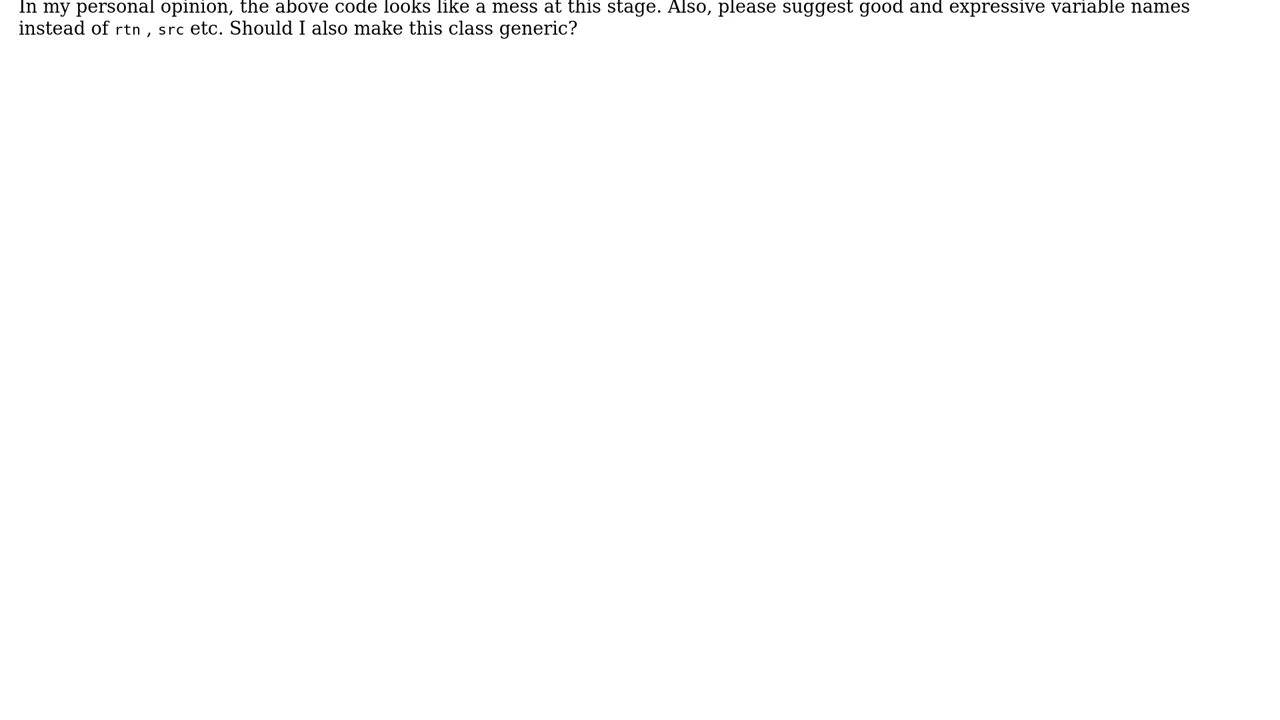 In my personal opinion, the above code looks like a mess at this stage. Also, please suggest good and expressive variable names
instead of rtn , src etc. Should I also make this class generic?